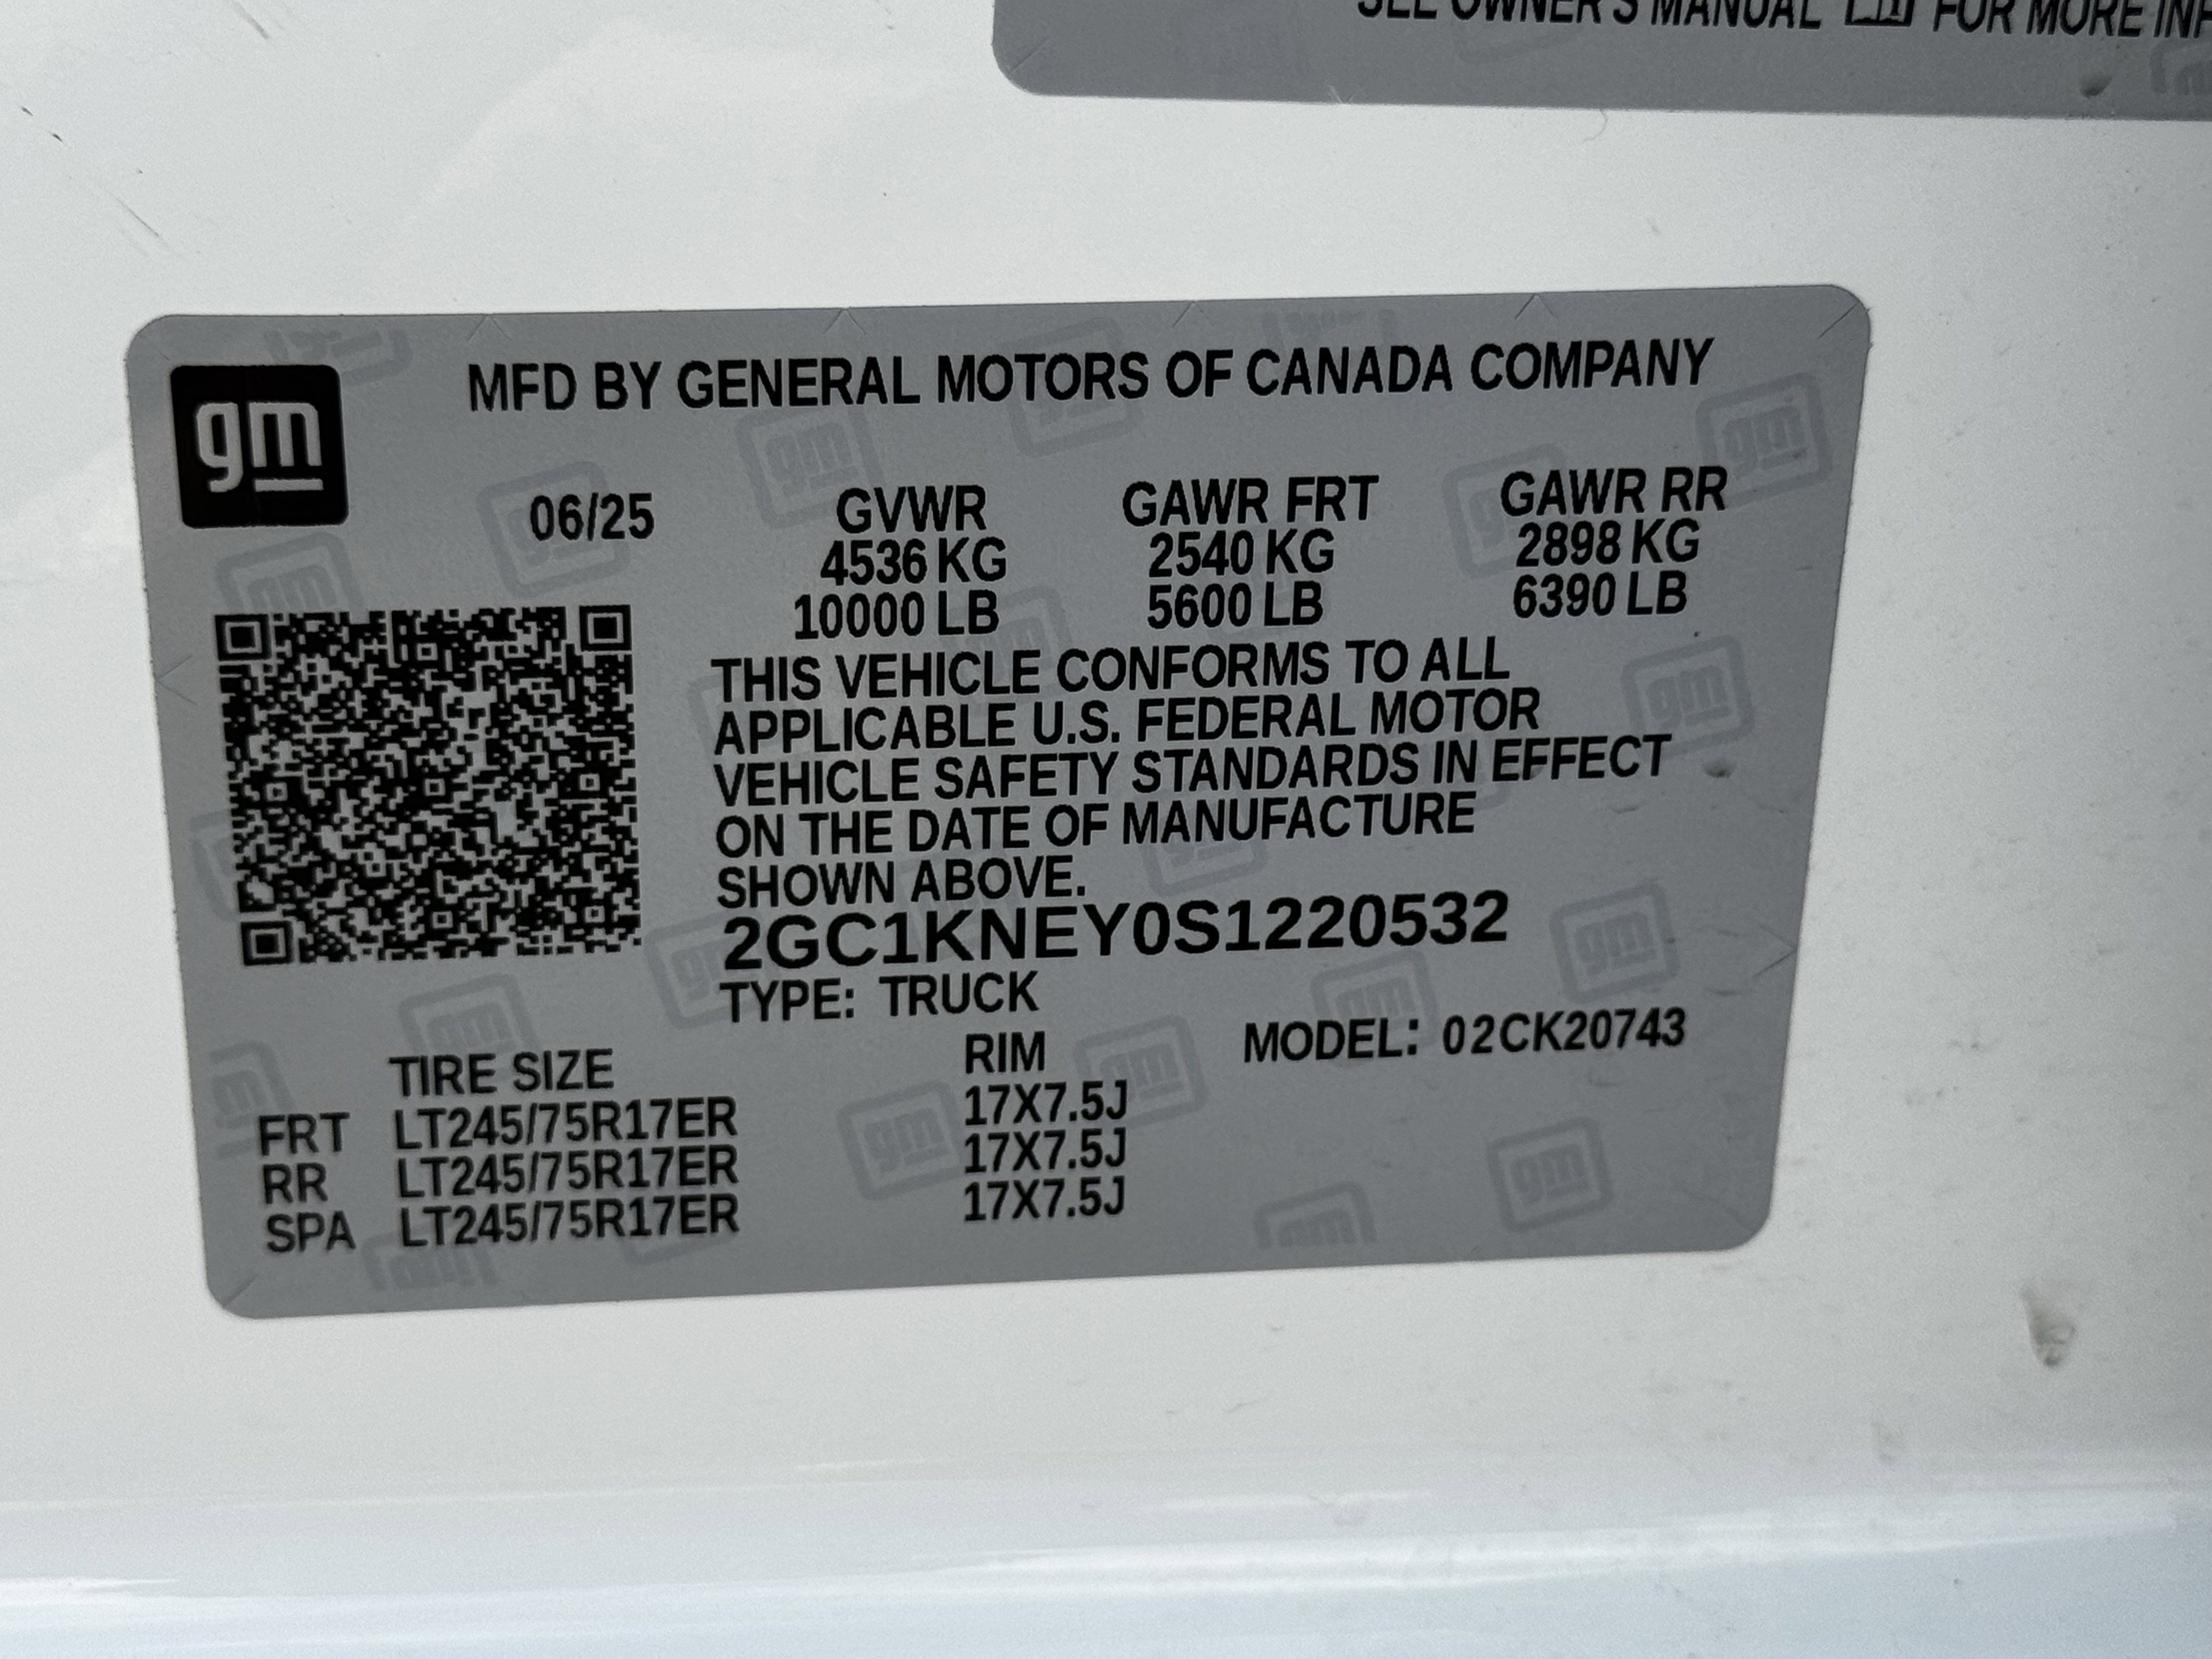 SEE OWNER'S MANUAL FOR MORE
gm
MFD BY GENERAL MOTORS OF CANADA COMPANY
06/25 GVWR GAWR FRT GAWR RR
4536 KG 2540 KG 2898 KG
10000 LB 5600 LB 6390 LB
THIS VEHICLE CONFORMS TO ALL
APPLICABLE U.S. FEDERAL MOTOR
VEHICLE SAFETY STANDARDS IN EFFECT
ON THE DATE OF MANUFACTURE
SHOWN ABOVE.
2GC1KNEY0S1220532
TYPE: TRUCK
TIRE SIZE RIM MODEL: 02CK20743
FRT LT245/75R17ER 17X7.5J
RR LT245/75R17ER 17X7.5J
SPA LT245/75R17ER 17X7.5J